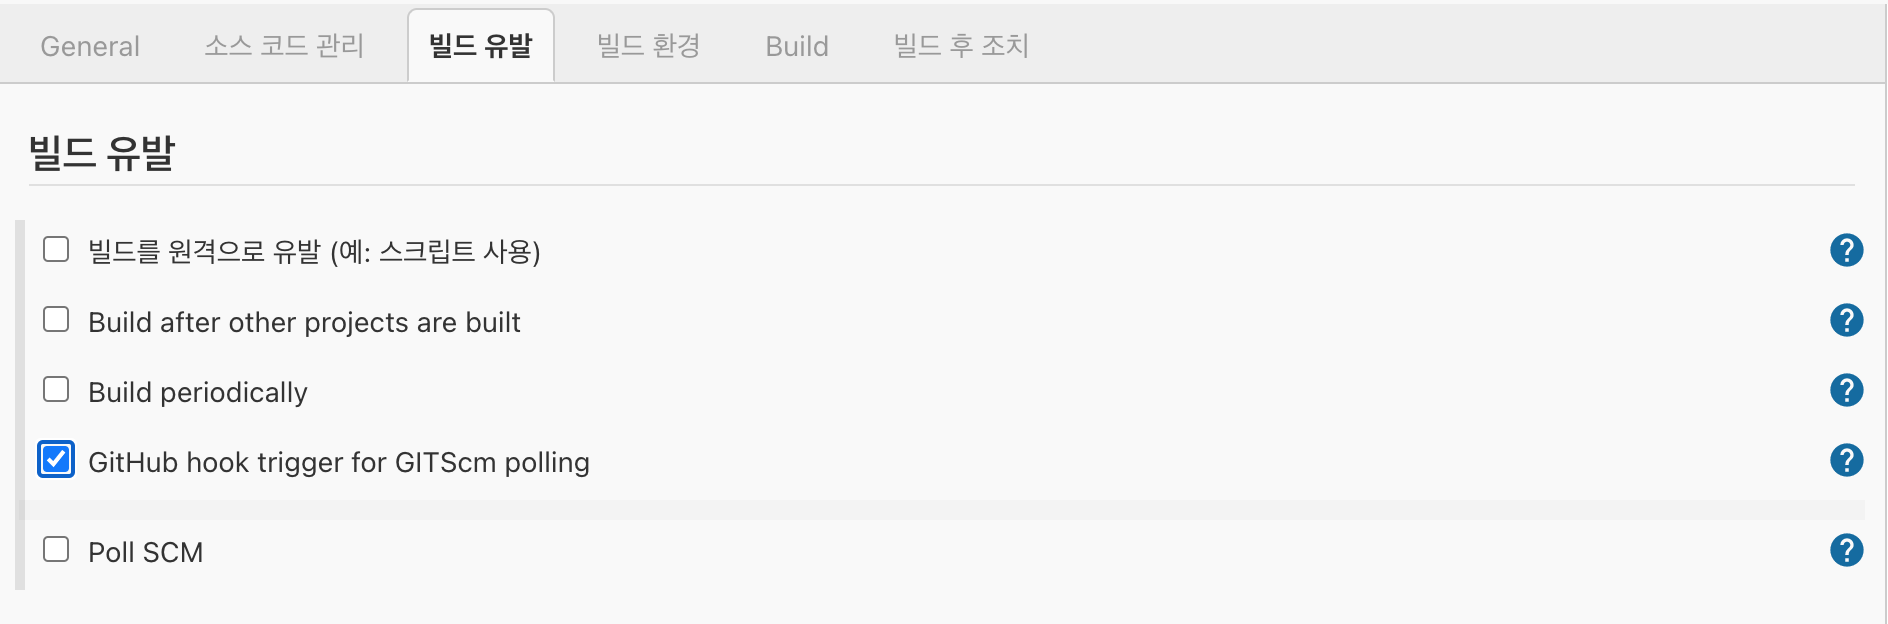 General 소스 코드 관리 빌드 유발 빌드 환경 Build 빌드 후 조치
빌드 유발
빌드를 원격으로 유발 (예: 스크립트 사용) ?
Build after other projects are built ?
Build periodically ?
GitHub hook trigger for GITScm polling ?
Poll SCM ?